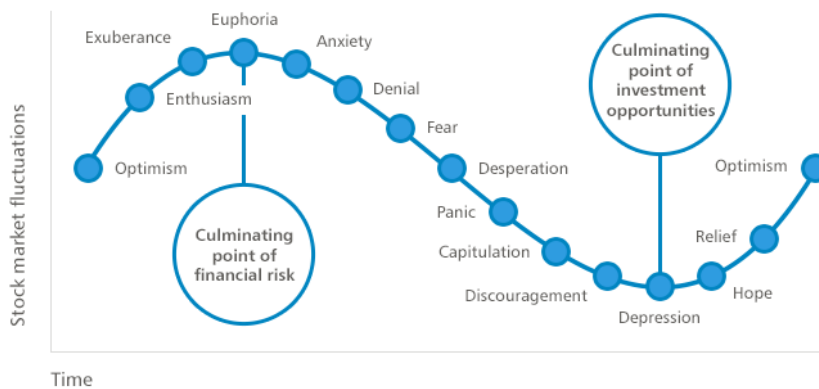 Euphoria
Exuberance
Anxiety
Enthusiasm
Denial
Fear
Optimism
Desperation
Panic
Capitulation
Discouragement
Depression
Hope
Relief
Optimism
Culminating
point of
financial risk
Culminating
point of
investment
opportunities
Stock market fluctuations
Time